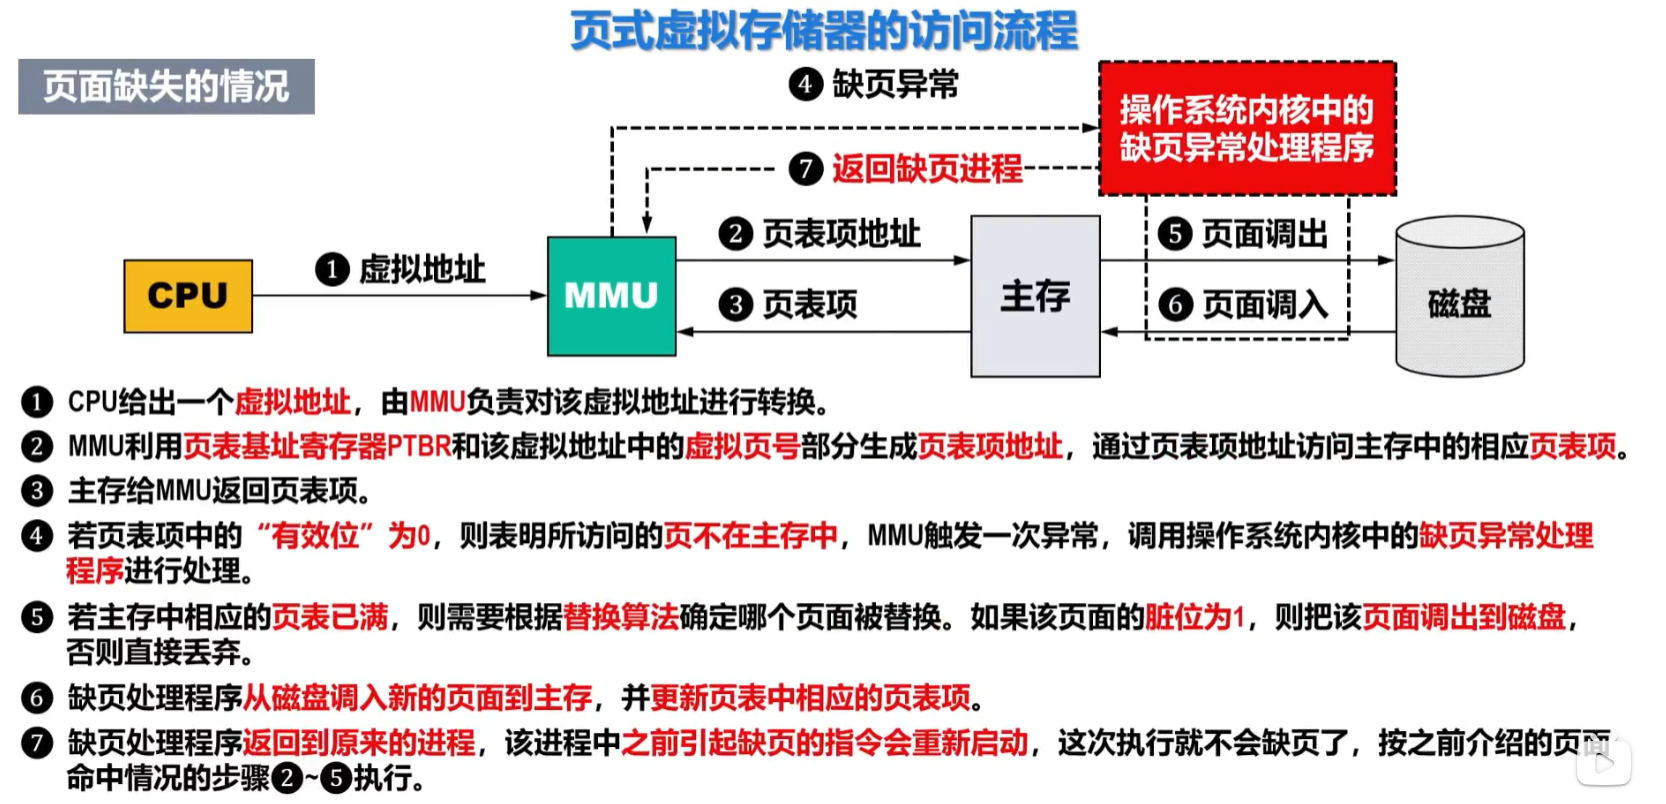 页式虚拟存储器的访问流程
页面缺失的情况
❹ 缺页异常
操作系统内核中的
缺页异常处理程序
❼ 返回缺页进程
❷ 页表项地址
❺ 页面调出
❶ 虚拟地址
CPU
MMU
主存
磁盘
❸ 页表项
❻ 页面调入
❶ CPU给出一个虚拟地址，由MMU负责对该虚拟地址进行转换。
❷ MMU利用页表基址寄存器PTBR和该虚拟地址中的虚拟页号部分生成页表项地址，通过页表项地址访问主存中的相应页表项。
❸ 主存给MMU返回页表项。
❹ 若页表项中的“有效位”为0，则表明所访问的页不在主存中，MMU触发一次异常，调用操作系统内核中的缺页异常处理
程序进行处理。
❺ 若主存中相应的页表已满，则需要根据替换算法确定哪个页面被替换。如果该页面的脏位为1，则把该页面调出到磁盘，
否则直接丢弃。
❻ 缺页处理程序从磁盘调入新的页面到主存，并更新页表中相应的页表项。
❼ 缺页处理程序返回到原来的进程，该进程中之前引起缺页的指令会重新启动，这次执行就不会缺页了，按之前介绍的页面
命中情况的步骤❷~❺执行。